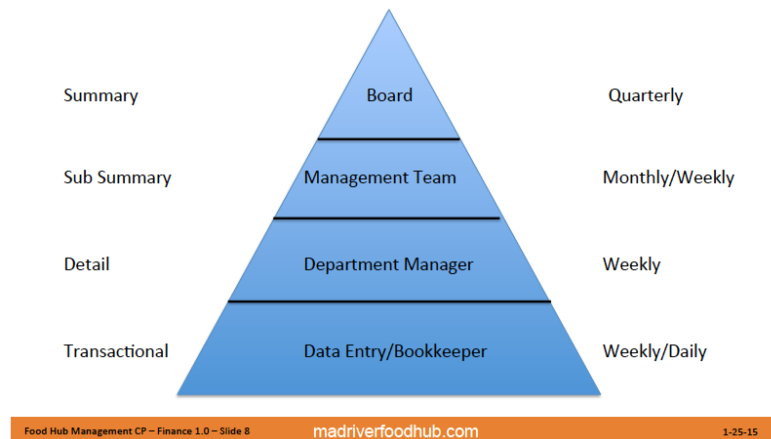 Summary Board Quarterly
Sub Summary Management Team Monthly/Weekly
Detail Department Manager Weekly
Transactional Data Entry/Bookkeeper Weekly/Daily
Food Hub Management CP – Finance 1.0 – Slide 8 madriverfoodhub.com 1-25-15